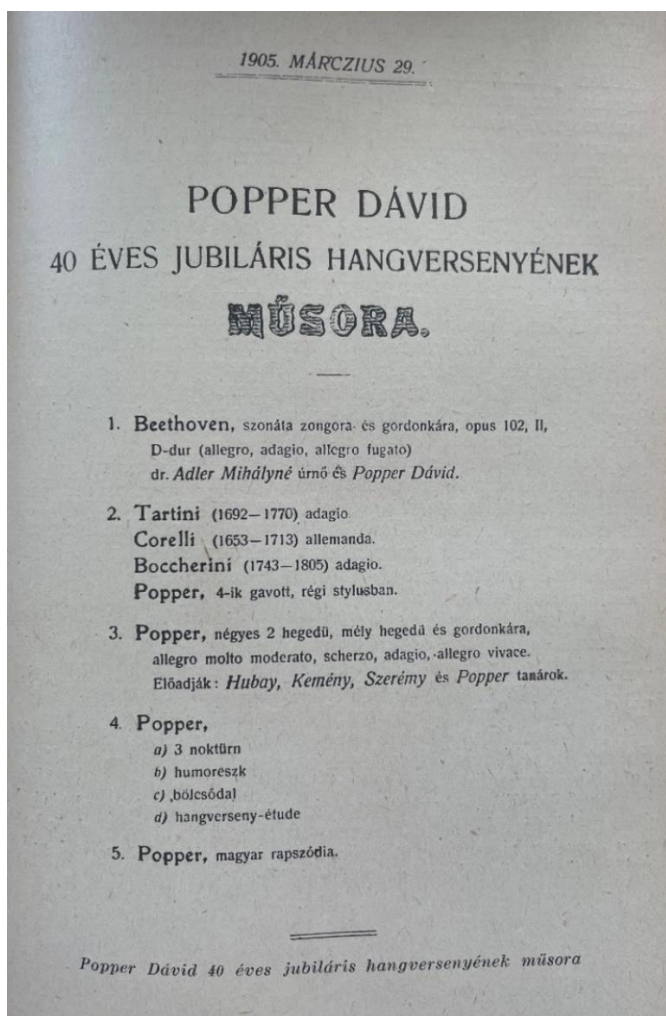 1905. MÁRCZIUS 29.
POPPER DÁVID
40 ÉVES JUBILÁRIS HANGVERSENYÉNEK
MŰSORA.
1. Beethoven, szonáta zongora- és gordonkára, opus 102, II,
D-dur (allegro, adagio, allegro fugato)
dr. Adler Mihályné úrnő és Popper Dávid.
2. Tartini (1692—1770) adagio.
Corelli (1653—1713) allemanda.
Boccherini (1743—1805) adagio.
Popper, 4-ik gavott, régi stylusban.
3. Popper, négyes 2 hegedü, mély hegedü és gordonkára,
allegro molto moderato, scherzo, adagio, allegro vivace.
Előadják: Hubay, Kemény, Szerémy és Popper tanárok.
4. Popper,
a) 3 noktürn
b) humoreszk
c) bölcsődal
d) hangverseny-étude
5. Popper, magyar rapszódia.
Popper Dávid 40 éves jubiláris hangversenyének műsora